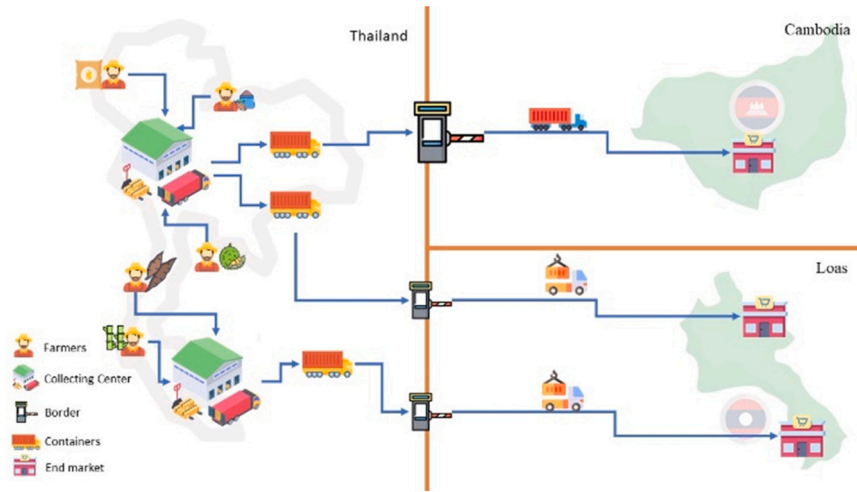 Thailand
Cambodia
Loas
Farmers
Collecting Center
Border
Containers
End market